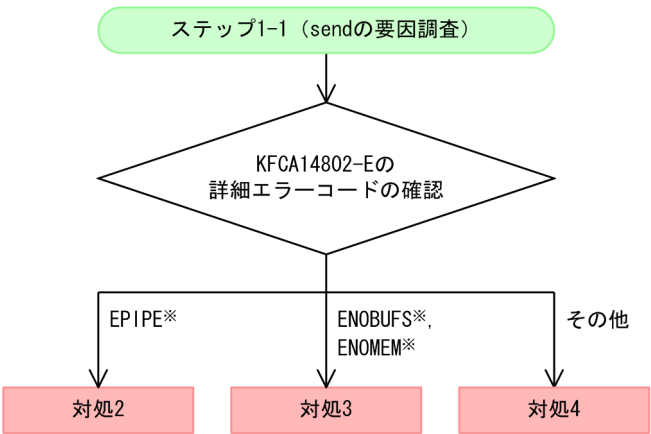 ステップ1-1（sendの要因調査）
KFCA14802-Eの
詳細エラーコードの確認
EPIPE※
ENOBUFS※,
ENOMEM※
その他
対処2
対処3
対処4